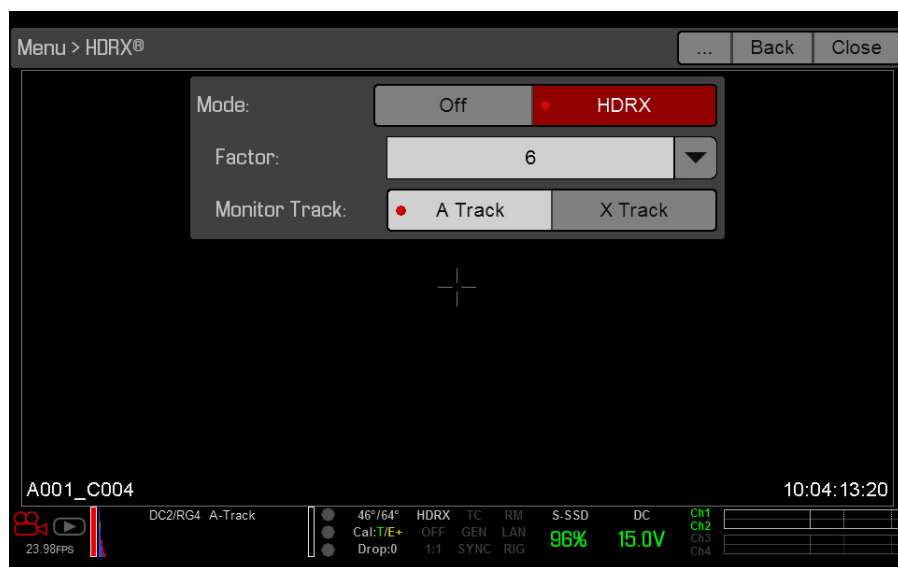 Menu > HDRX®
... Back Close
Mode: Off HDRX
Factor: 6
Monitor Track: A Track X Track
A001_C004 10:04:13:20
DC2/RG4 A-Track 46°/64° HDRX TC RM S-SSD DC Ch1
Cal:T/E+ OFF GEN LAN 96% 15.0V Ch2
23.98FPS Drop:0 1:1 SYNC RIG Ch3
Ch4